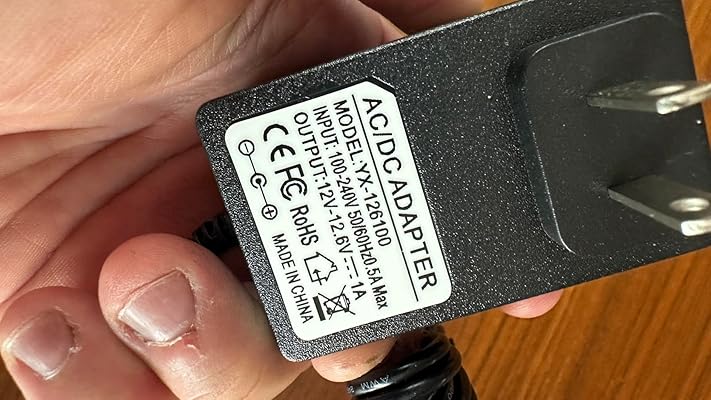 AC/DC ADAPTER
MODEL:YX-126100
INPUT:100-240V 50/60Hz0.5A Max
OUTPUT:12V-12.6V⎓1A
CE FC RoHS
MADE IN CHINA
AWM